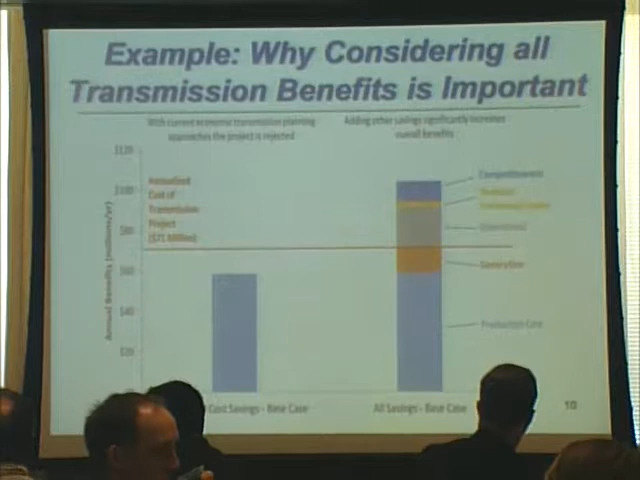 Example: Why Considering all
Transmission Benefits is Important
With current economic transmission planning
approaches the project is rejected
Adding other savings significantly increases
overall benefits
$120
$100
$80
$60
$40
$20
Annual Benefits (millions/yr)
Annualized
Cost of
Transmission
Project
($71 Million)
Competitiveness
Generation
Production Cost
Cost Savings - Base Case
All Savings - Base Case
10